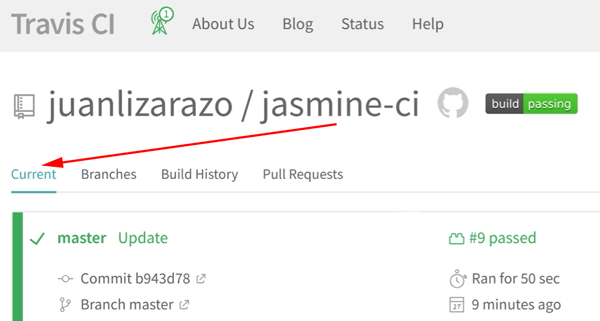 Travis CI 1 About Us Blog Status Help
juanlizarazo / jasmine-ci build passing
Current Branches Build History Pull Requests
master Update #9 passed
Commit b943d78 Ran for 50 sec
Branch master 27 9 minutes ago